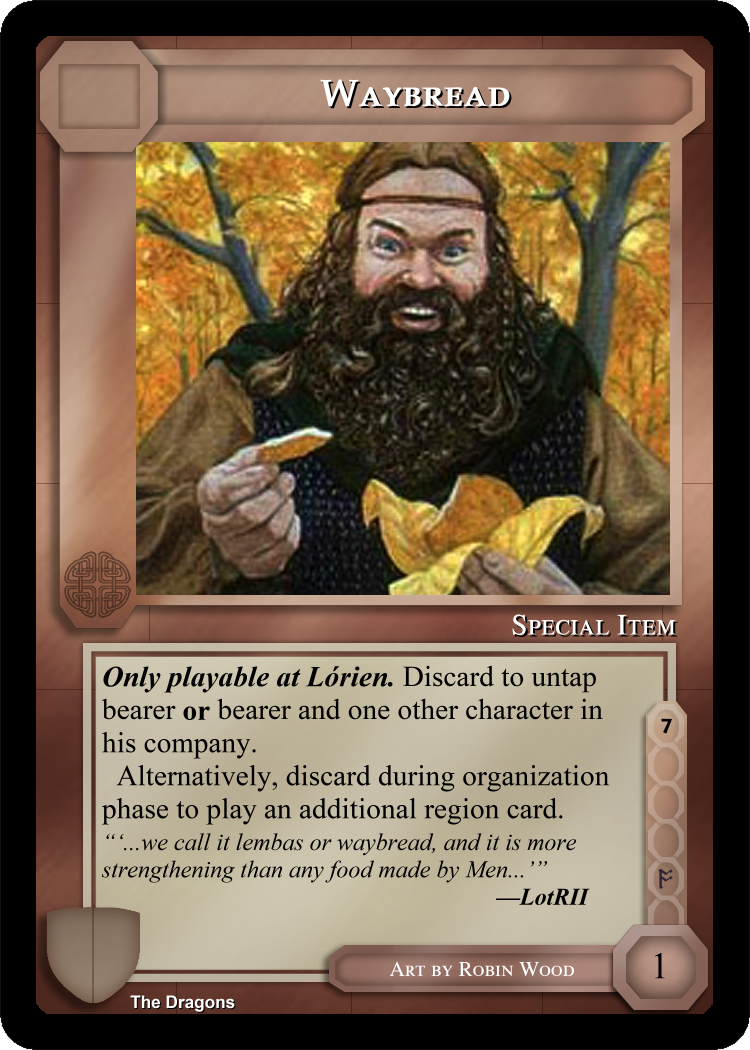 Waybread
Special Item
Only playable at Lórien. Discard to untap
bearer or bearer and one other character in
his company.
Alternatively, discard during organization
phase to play an additional region card.
“‘...we call it lembas or waybread, and it is more
strengthening than any food made by Men...’”
—LotRII
7
Art by Robin Wood
1
The Dragons